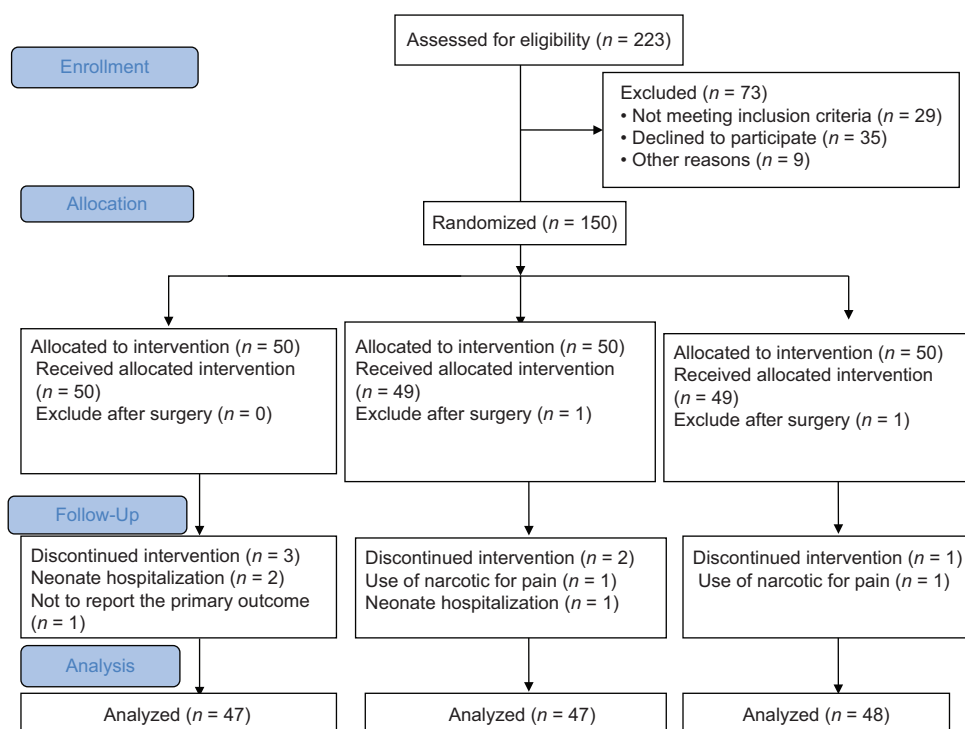 Assessed for eligibility (n = 223)
Enrollment
Excluded (n = 73)
• Not meeting inclusion criteria (n = 29)
• Declined to participate (n = 35)
• Other reasons (n = 9)
Allocation
Randomized (n = 150)
Allocated to intervention (n = 50)
Received allocated intervention
(n = 50)
Exclude after surgery (n = 0)
Allocated to intervention (n = 50)
Received allocated intervention
(n = 49)
Exclude after surgery (n = 1)
Allocated to intervention (n = 50)
Received allocated intervention
(n = 49)
Exclude after surgery (n = 1)
Follow-Up
Discontinued intervention (n = 3)
Neonate hospitalization (n = 2)
Not to report the primary outcome
(n = 1)
Discontinued intervention (n = 2)
Use of narcotic for pain (n = 1)
Neonate hospitalization (n = 1)
Discontinued intervention (n = 1)
Use of narcotic for pain (n = 1)
Analysis
Analyzed (n = 47)
Analyzed (n = 47)
Analyzed (n = 48)